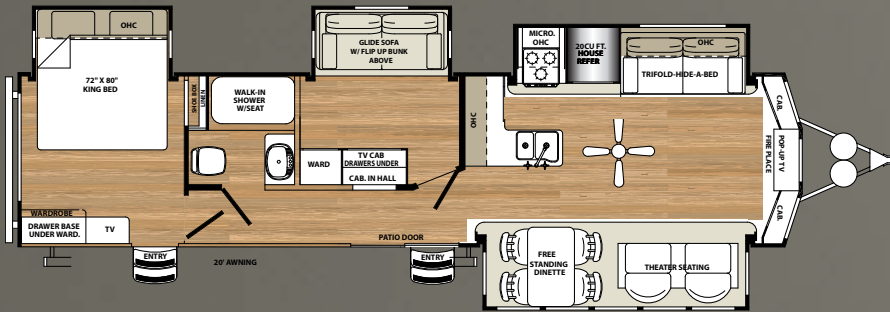 OHC
72" X 80"
KING BED
SHOE BOX
LINEN
WALK-IN
SHOWER
W/SEAT
GLIDE SOFA
W/ FLIP UP BUNK
ABOVE
WARD
TV CAB
DRAWERS UNDER
CAB. IN HALL
WARDROBE
DRAWER BASE
UNDER WARD.
TV
ENTRY
20' AWNING
PATIO DOOR
ENTRY
OHC
MICRO.
OHC
20CU FT.
HOUSE
REFER
OHC
TRIFOLD-HIDE-A-BED
CAB.
POP-UP TV
FIRE PLACE
CAB.
FREE
STANDING
DINETTE
THEATER SEATING